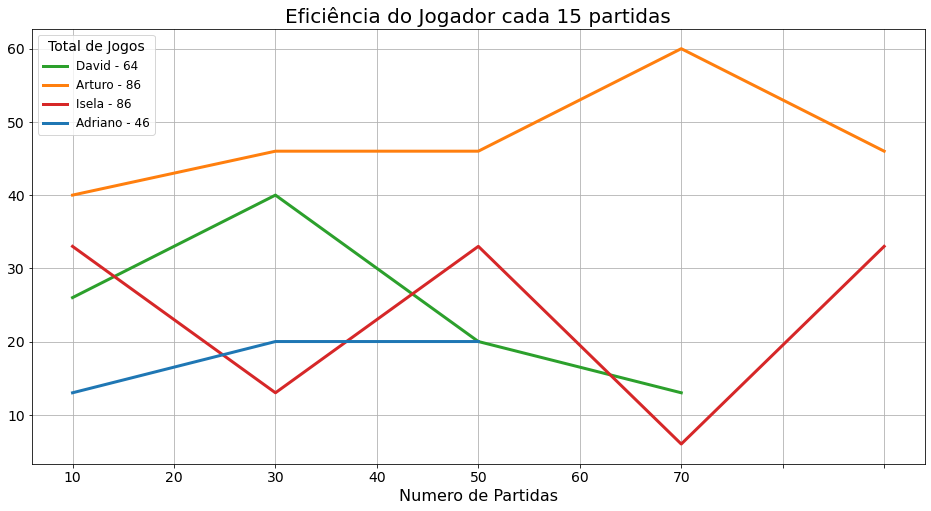 Eficiência do Jogador cada 15 partidas
Total de Jogos
David - 64
Arturo - 86
Isela - 86
Adriano - 46
60
50
40
30
20
10
10 20 30 40 50 60 70
Numero de Partidas